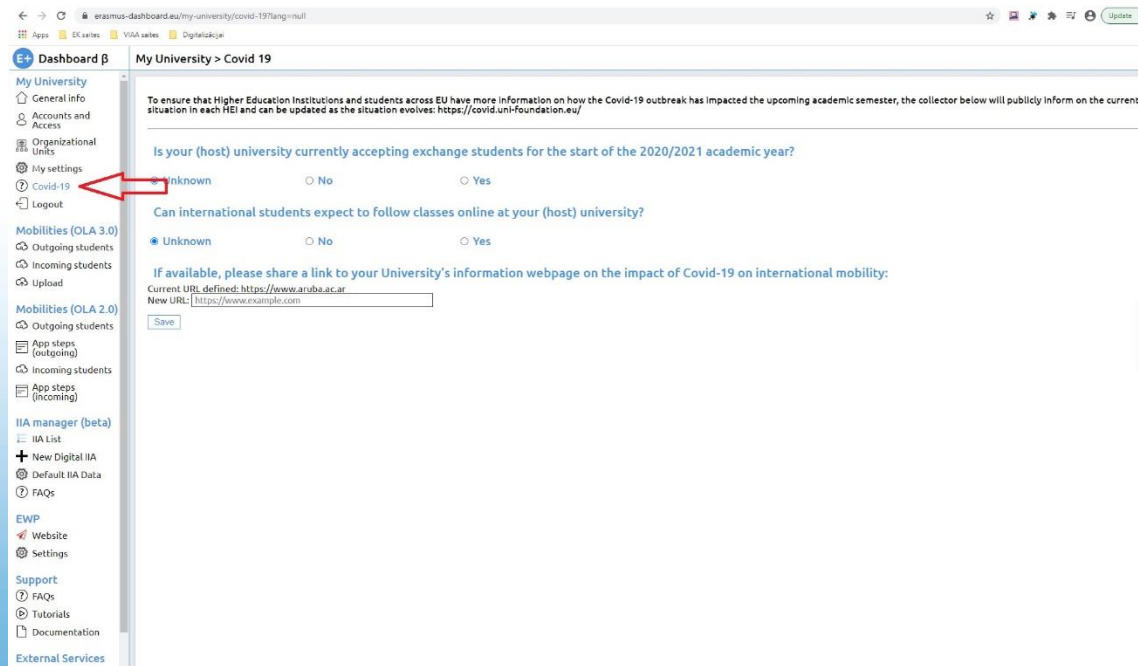 erasmus-dashboard.eu/my-university/covid-19?lang=null
Update
Apps EK saites VIAA saites Digitalizācijai
E+ Dashboard β
My University > Covid 19
My University
General info
Accounts and
Access
Organizational
Units
My settings
Covid-19
Logout
Mobilities (OLA 3.0)
Outgoing students
Incoming students
Upload
Mobilities (OLA 2.0)
Outgoing students
App steps
(outgoing)
Incoming students
App steps
(incoming)
IIA manager (beta)
IIA List
New Digital IIA
Default IIA Data
FAQs
EWP
Website
Settings
Support
FAQs
Tutorials
Documentation
External Services
To ensure that Higher Education Institutions and students across EU have more information on how the Covid-19 outbreak has impacted the upcoming academic semester, the collector below will publicly inform on the current
situation in each HEI and can be updated as the situation evolves: https://covid.uni-foundation.eu/
Is your (host) university currently accepting exchange students for the start of the 2020/2021 academic year?
Unknown No Yes
Can international students expect to follow classes online at your (host) university?
Unknown No Yes
If available, please share a link to your University's information webpage on the impact of Covid-19 on international mobility:
Current URL defined: https://www.aruba.ac.ar
New URL: https://www.example.com
Save